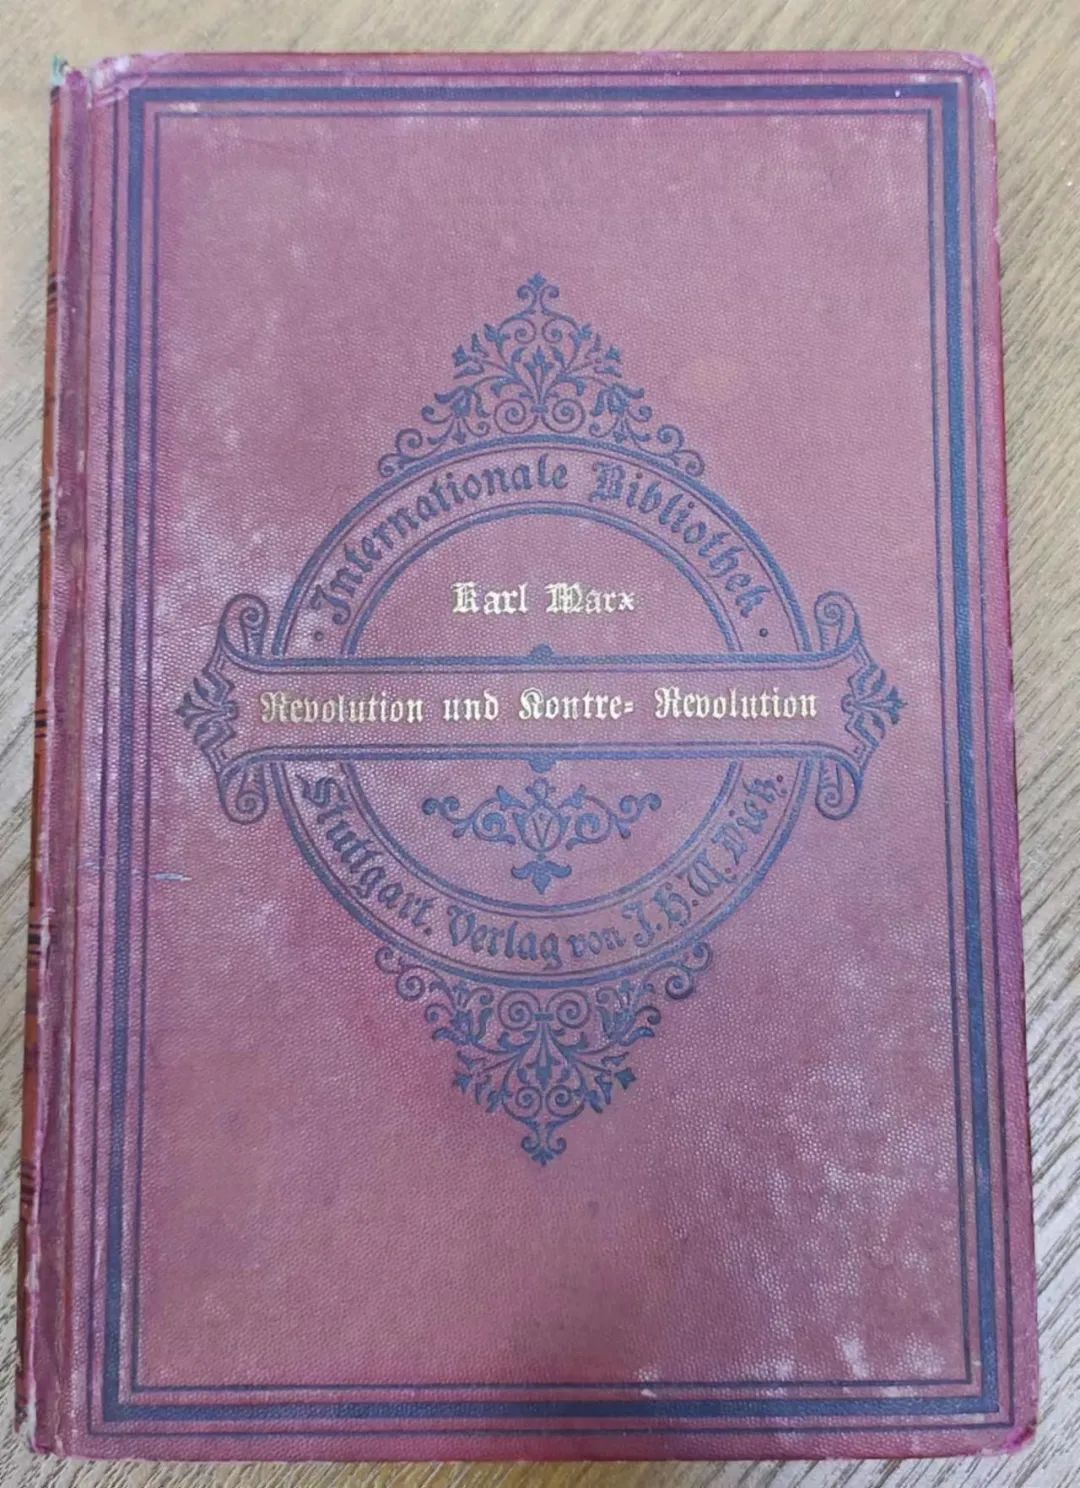 Internationale Bibliothek
Karl Marx
Revolution und Kontre= Revolution
V
Stuttgart. Verlag von J.H.W. Dietz.